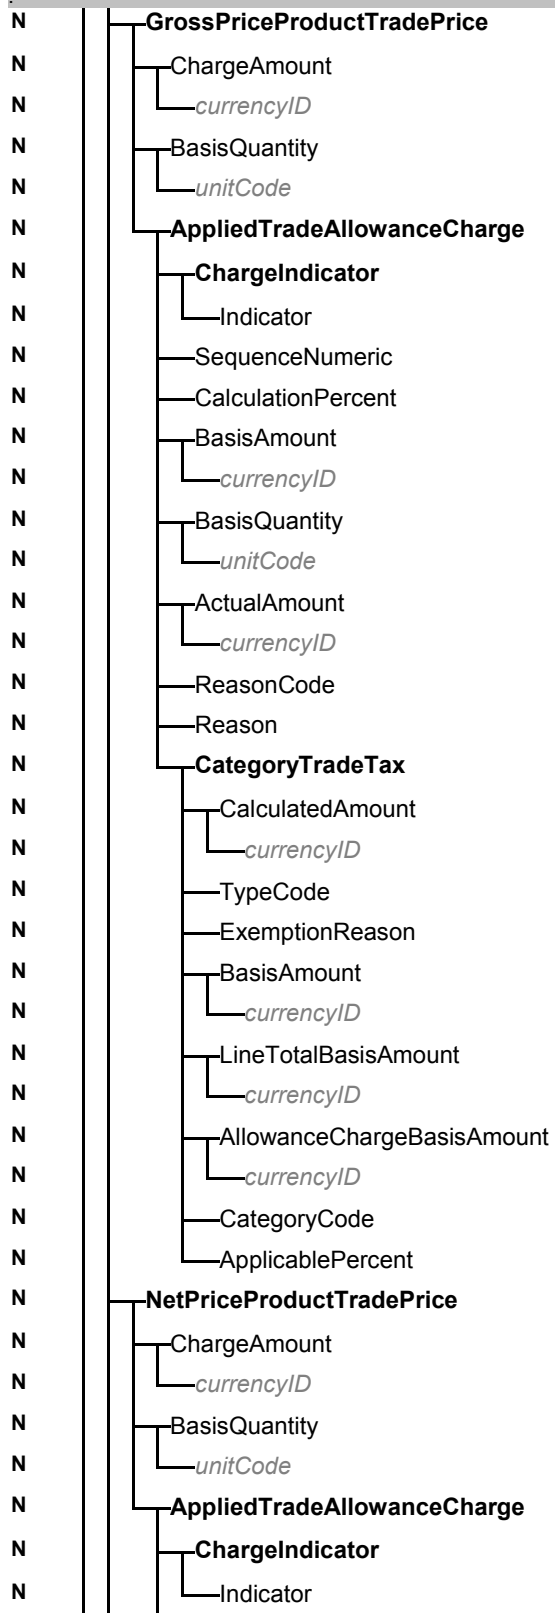 N GrossPriceProductTradePrice
N ChargeAmount
N currencyID
N BasisQuantity
N unitCode
N AppliedTradeAllowanceCharge
N ChargeIndicator
N Indicator
N SequenceNumeric
N CalculationPercent
N BasisAmount
N currencyID
N BasisQuantity
N unitCode
N ActualAmount
N currencyID
N ReasonCode
N Reason
N CategoryTradeTax
N CalculatedAmount
N currencyID
N TypeCode
N ExemptionReason
N BasisAmount
N currencyID
N LineTotalBasisAmount
N currencyID
N AllowanceChargeBasisAmount
N currencyID
N CategoryCode
N ApplicablePercent
N NetPriceProductTradePrice
N ChargeAmount
N currencyID
N BasisQuantity
N unitCode
N AppliedTradeAllowanceCharge
N ChargeIndicator
N Indicator